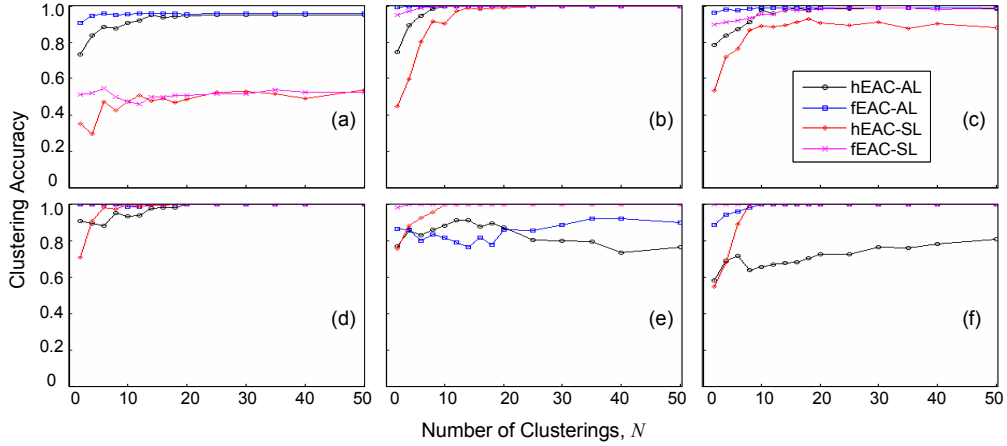 Clustering Accuracy
1.0
0.8
0.6
0.4
0.2
0
(a)
(b)
(c)
hEAC-AL
fEAC-AL
hEAC-SL
fEAC-SL
1.0
0.8
0.6
0.4
0.2
0
(d)
(e)
(f)
0 10 20 30 40 50
0 10 20 30 40 50
0 10 20 30 40 50
Number of Clusterings, N